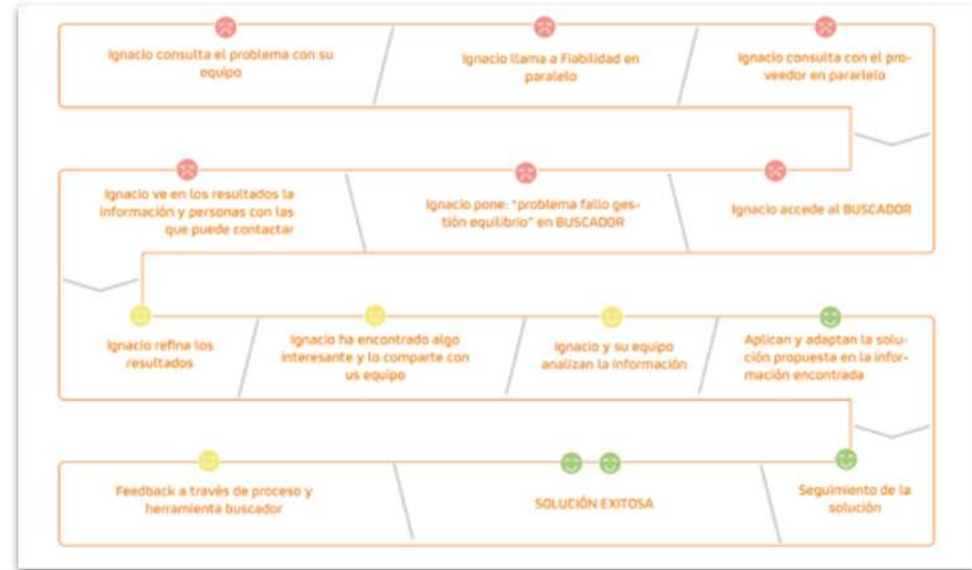 Ignacio consulta el problema con su
equipo
Ignacio llama a Fiabilidad en
paralelo
Ignacio consulta con el pro-
veedor en pararlelo
Ignacio ve en los resultados la
información y personas con las
que puede contactar
Ignacio pone: "problema fallo ges-
tión equilibrio" en BUSCADOR
Ignacio accede al BUSCADOR
Ignacio refina los
resultados
Ignacio ha encontrado algo
interesante y lo comparte con
us equipo
Ignacio y su equipo
analizan la información
Aplican y adaptan la solu-
ción propuesta en la infor-
mación encontrada
Feedback a través de proceso y
herramienta buscador
SOLUCIÓN EXITOSA
Seguimiento de la
solución